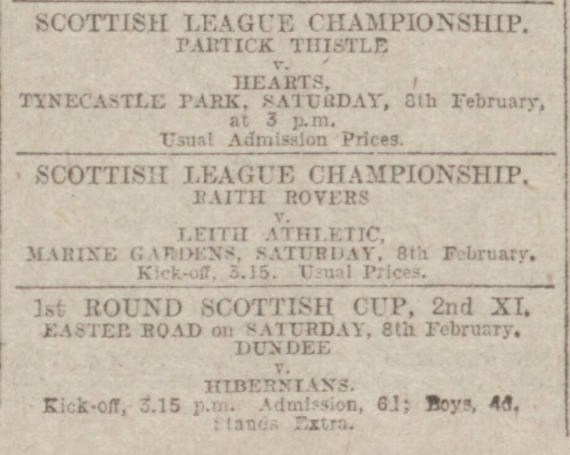 SCOTTISH LEAGUE CHAMPIONSHIP.
PARTICK THISTLE
v.
HEARTS,
TYNECASTLE PARK, SATURDAY, 8th February,
at 3 p.m.
Usual Admission Prices.
SCOTTISH LEAGUE CHAMPIONSHIP.
RAITH ROVERS
v.
LEITH ATHLETIC,
MARINE GARDENS, SATURDAY, 8th February.
Kick-off, 3.15. Usual Prices.
1st ROUND SCOTTISH CUP, 2nd XI.
EASTER ROAD on SATURDAY, 8th February.
DUNDEE
v.
HIBERNIANS.
Kick-off, 3.15 p.m. Admission, 6d; Boys, 4d.
Stands Extra.